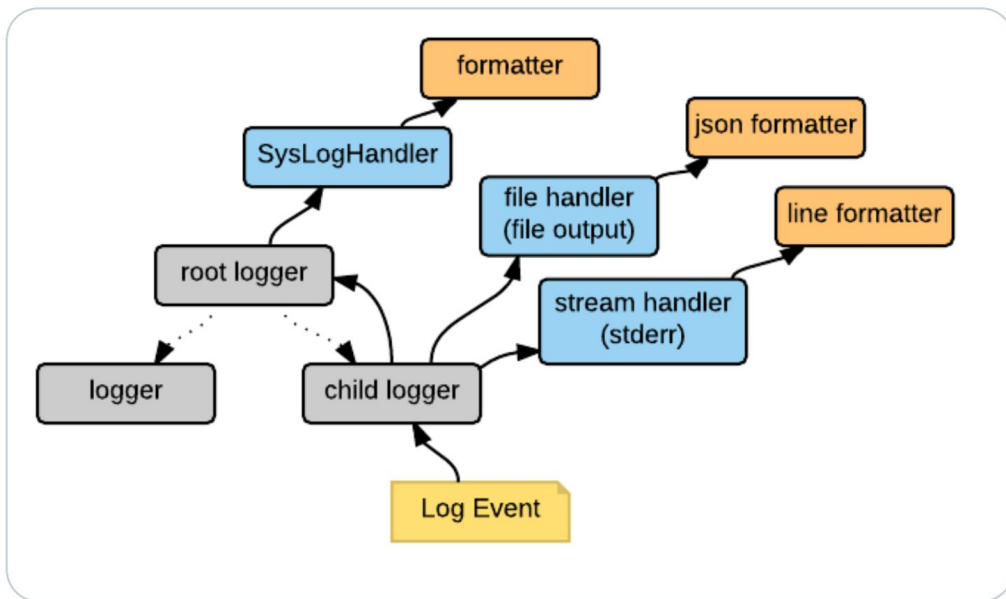 formatter
json formatter
SysLogHandler
file handler
(file output)
line formatter
root logger
stream handler
(stderr)
logger
child logger
Log Event